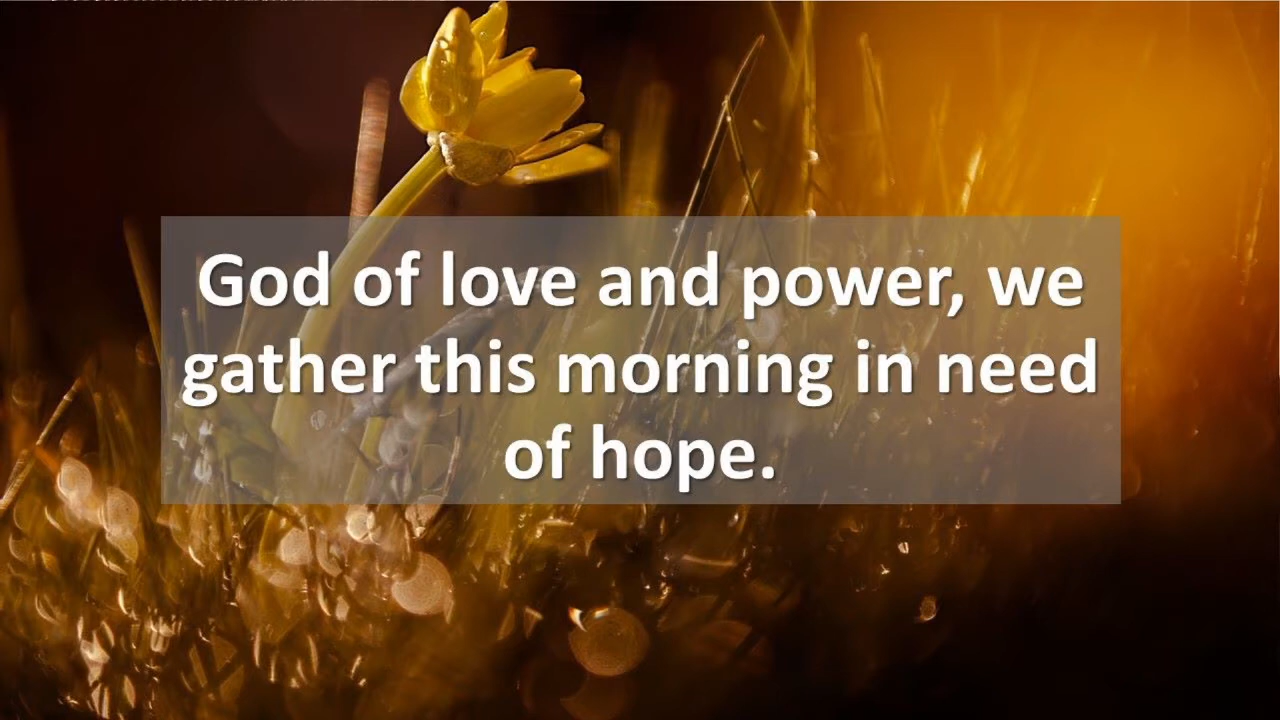 God of love and power, we
gather this morning in need
of hope.